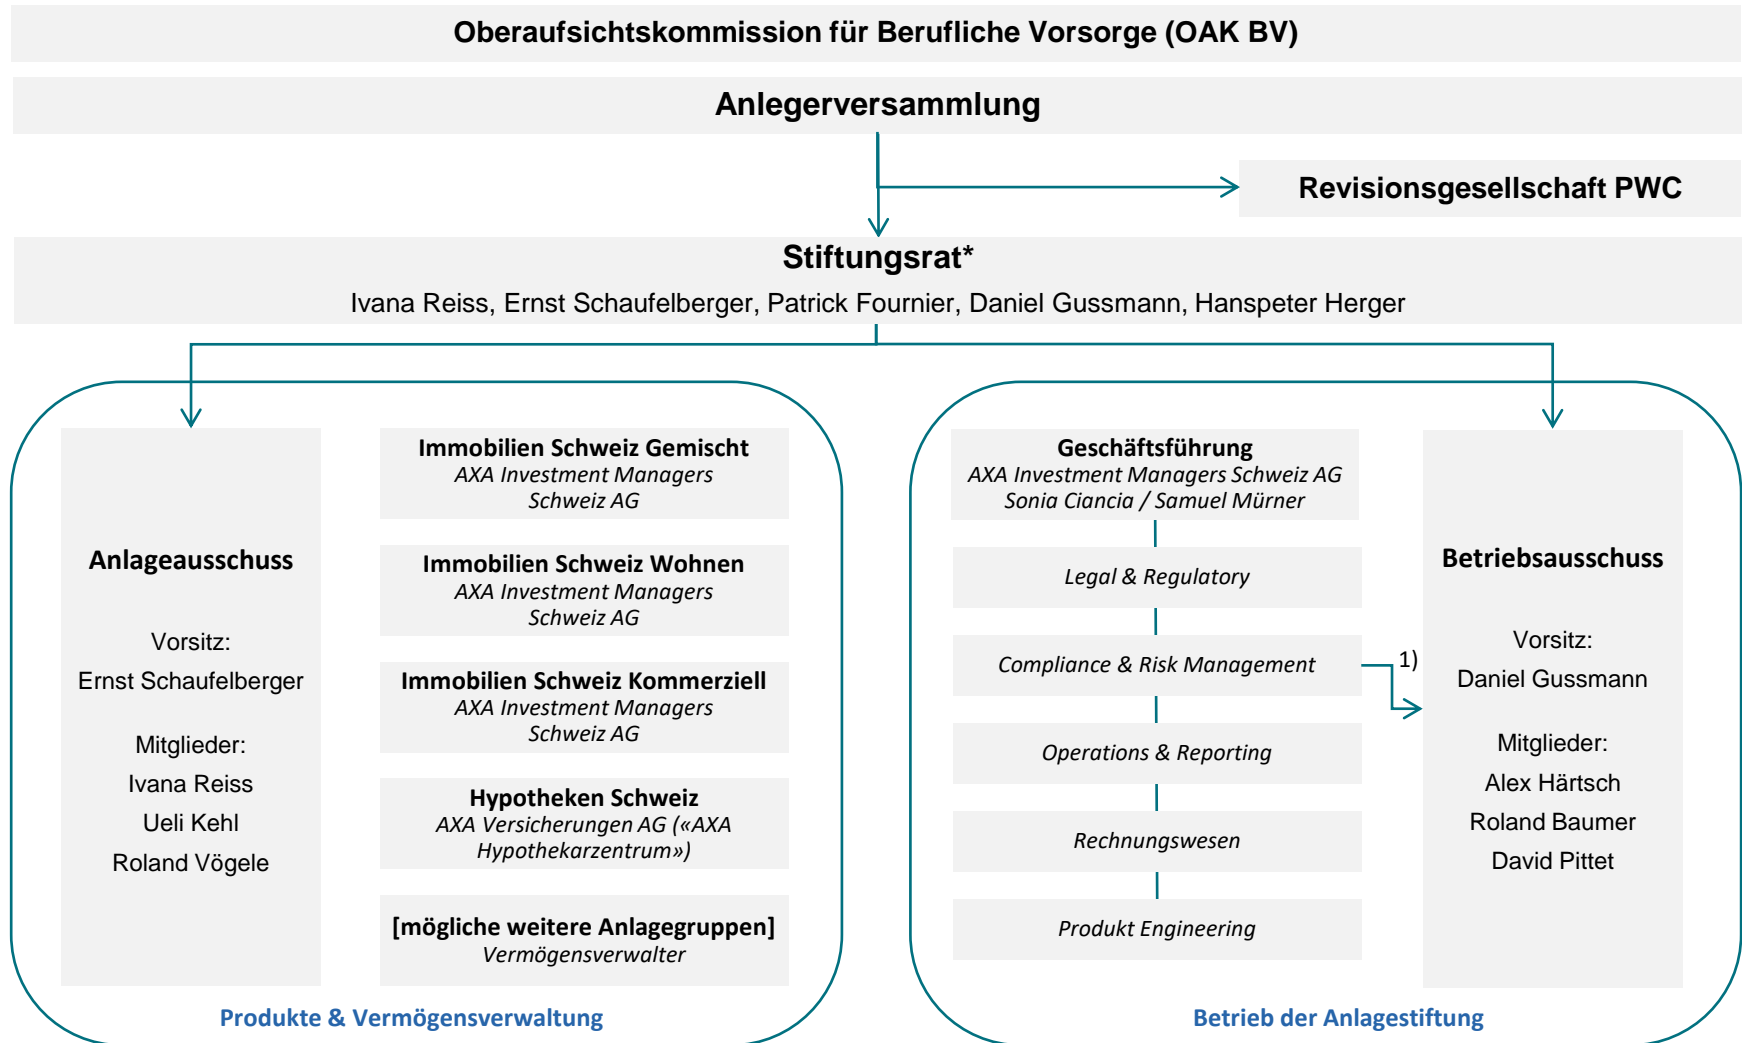 Oberaufsichtskommission für Berufliche Vorsorge (OAK BV)
Anlegerversammlung
Revisionsgesellschaft PWC
Stiftungsrat*
Ivana Reiss, Ernst Schaufelberger, Patrick Fournier, Daniel Gussmann, Hanspeter Herger
Anlageausschuss
Vorsitz:
Ernst Schaufelberger
Mitglieder:
Ivana Reiss
Ueli Kehl
Roland Vögele
Immobilien Schweiz Gemischt
AXA Investment Managers
Schweiz AG
Immobilien Schweiz Wohnen
AXA Investment Managers
Schweiz AG
Immobilien Schweiz Kommerziell
AXA Investment Managers
Schweiz AG
Hypotheken Schweiz
AXA Versicherungen AG («AXA
Hypothekarzentrum»)
[mögliche weitere Anlagegruppen]
Vermögensverwalter
Produkte & Vermögensverwaltung
Geschäftsführung
AXA Investment Managers Schweiz AG
Sonia Ciancia / Samuel Mürner
Legal & Regulatory
Compliance & Risk Management
1)
Operations & Reporting
Rechnungswesen
Produkt Engineering
Betriebsausschuss
Vorsitz:
Daniel Gussmann
Mitglieder:
Alex Härtsch
Roland Baumer
David Pittet
Betrieb der Anlagestiftung